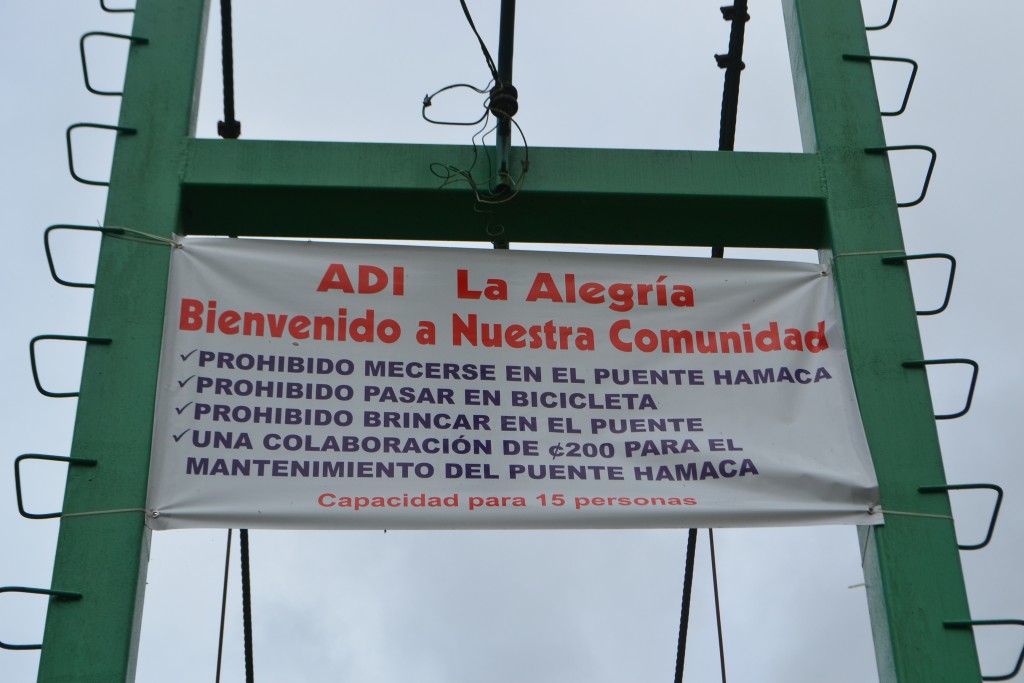 ADI La Alegría
Bienvenido a Nuestra Comunidad
✓PROHIBIDO MECERSE EN EL PUENTE HAMACA
✓PROHIBIDO PASAR EN BICICLETA
✓PROHIBIDO BRINCAR EN EL PUENTE
✓UNA COLABORACIÓN DE ¢200 PARA EL
MANTENIMIENTO DEL PUENTE HAMACA
Capacidad para 15 personas